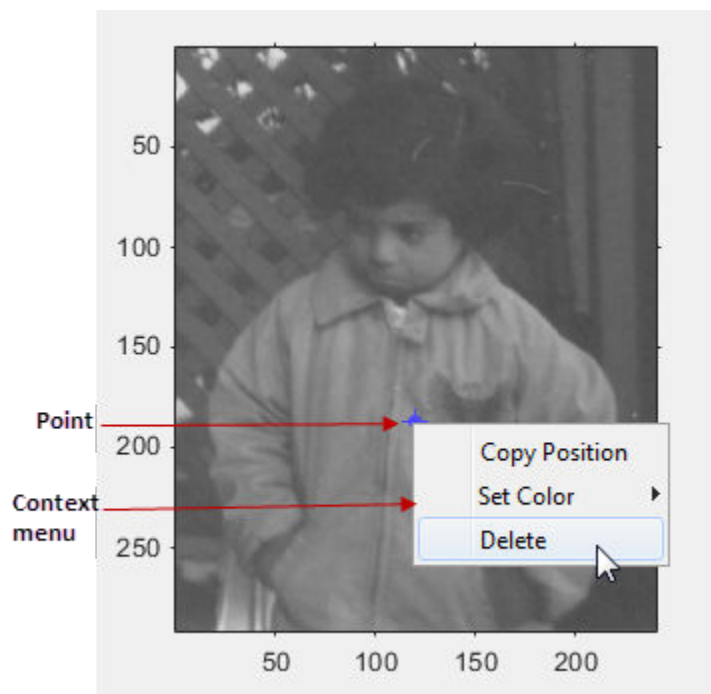 50
100
150
Point
200
Copy Position
Context
menu
Set Color
Delete
250
50 100 150 200